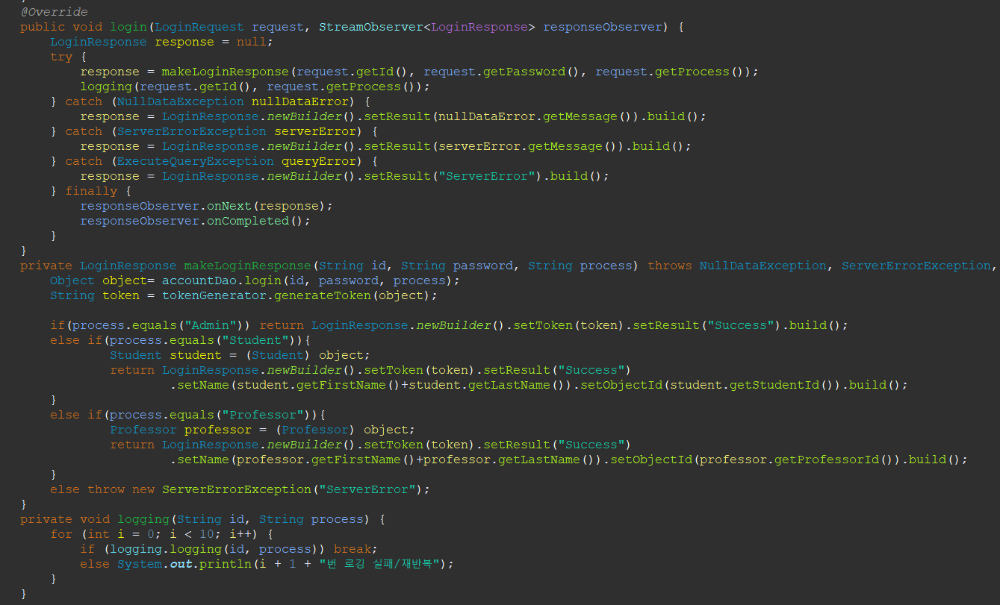 @Override
public void login(LoginRequest request, StreamObserver<LoginResponse> responseObserver) {
    LoginResponse response = null;
    try {
        response = makeLoginResponse(request.getId(), request.getPassword(), request.getProcess());
        logging(request.getId(), request.getProcess());
    } catch (NullDataException nullDataError) {
        response = LoginResponse.newBuilder().setResult(nullDataError.getMessage()).build();
    } catch (ServerErrorException serverError) {
        response = LoginResponse.newBuilder().setResult(serverError.getMessage()).build();
    } catch (ExecuteQueryException queryError) {
        response = LoginResponse.newBuilder().setResult("ServerError").build();
    } finally {
        responseObserver.onNext(response);
        responseObserver.onCompleted();
    }
}
private LoginResponse makeLoginResponse(String id, String password, String process) throws NullDataException, ServerErrorException,
    Object object= accountDao.login(id, password, process);
    String token = tokenGenerator.generateToken(object);

    if(process.equals("Admin")) return LoginResponse.newBuilder().setToken(token).setResult("Success").build();
    else if(process.equals("Student")){
            Student student = (Student) object;
            return LoginResponse.newBuilder().setToken(token).setResult("Success")
                    .setName(student.getFirstName()+student.getLastName()).setObjectId(student.getStudentId()).build();
    }
    else if(process.equals("Professor")){
            Professor professor = (Professor) object;
            return LoginResponse.newBuilder().setToken(token).setResult("Success")
                    .setName(professor.getFirstName()+professor.getLastName()).setObjectId(professor.getProfessorId()).build();
    }
    else throw new ServerErrorException("ServerError");
}
private void logging(String id, String process) {
    for (int i = 0; i < 10; i++) {
        if (logging.logging(id, process)) break;
        else System.out.println(i + 1 + "번 로깅 실패/재반복");
    }
}